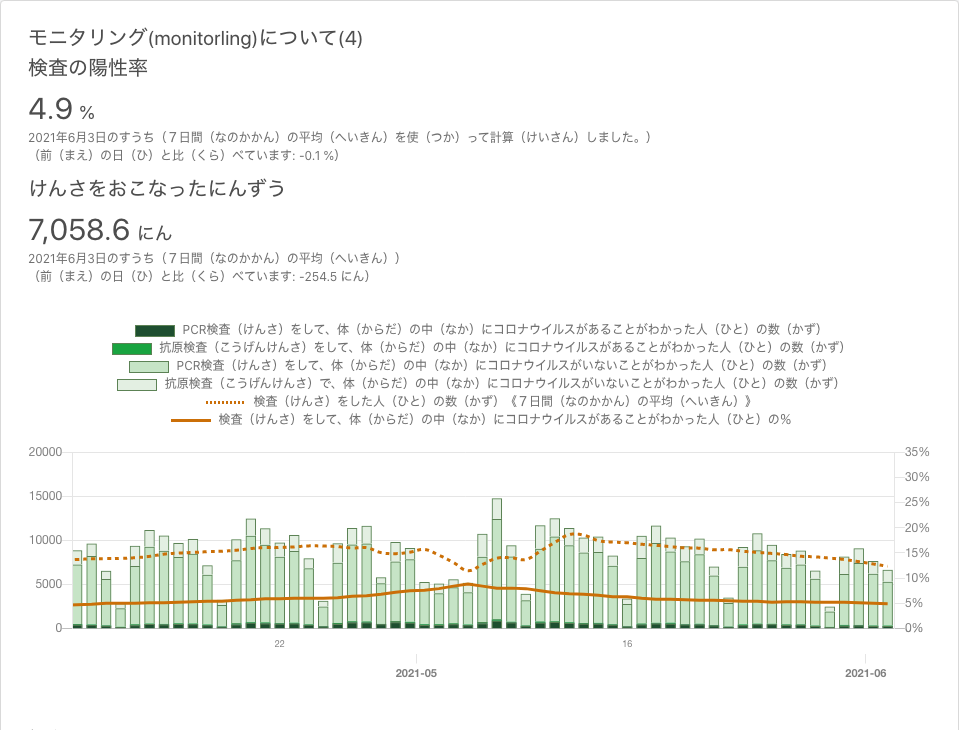 モニタリング(monitorling)について(4)
検査の陽性率
4.9 %
2021年6月3日のすうち（７日間（なのかかん）の平均（へいきん）を使（つか）って計算（けいさん）しました。）
（前（まえ）の日（ひ）と比（くら）べています: -0.1 %）
けんさをおこなったにんずう
7,058.6 にん
2021年6月3日のすうち（７日間（なのかかん）の平均（へいきん））
（前（まえ）の日（ひ）と比（くら）べています: -254.5 にん）
PCR検査（けんさ）をして、体（からだ）の中（なか）にコロナウイルスがあることがわかった人（ひと）の数（かず）
抗原検査（こうげんけんさ）をして、体（からだ）の中（なか）にコロナウイルスがあることがわかった人（ひと）の数（かず）
PCR検査（けんさ）をして、体（からだ）の中（なか）にコロナウイルスがいないことがわかった人（ひと）の数（かず）
抗原検査（こうげんけんさ）で、体（からだ）の中（なか）にコロナウイルスがいないことがわかった人（ひと）の数（かず）
検査（けんさ）をした人（ひと）の数（かず）《７日間（なのかかん）の平均（へいきん）》
検査（けんさ）をして、体（からだ）の中（なか）にコロナウイルスがあることがわかった人（ひと）の％
20000 35%
30%
15000 25%
20%
10000 15%
5000 10%
5%
0 0%
22 16
2021-05 2021-06